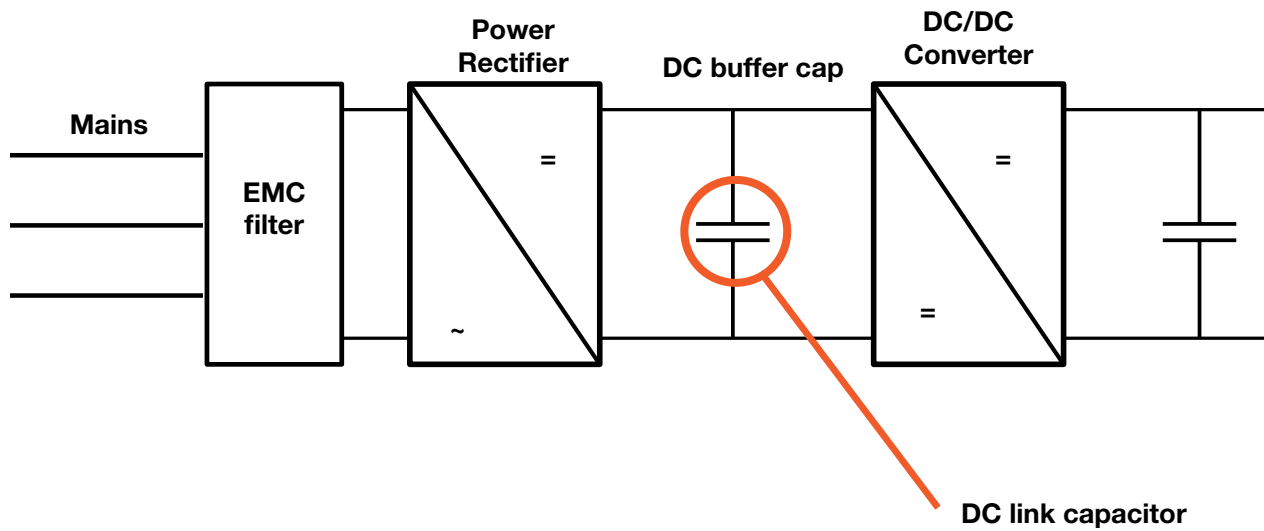 Power
Rectifier
DC buffer cap
DC/DC
Converter
Mains
EMC
filter
=
~
=
=
DC link capacitor